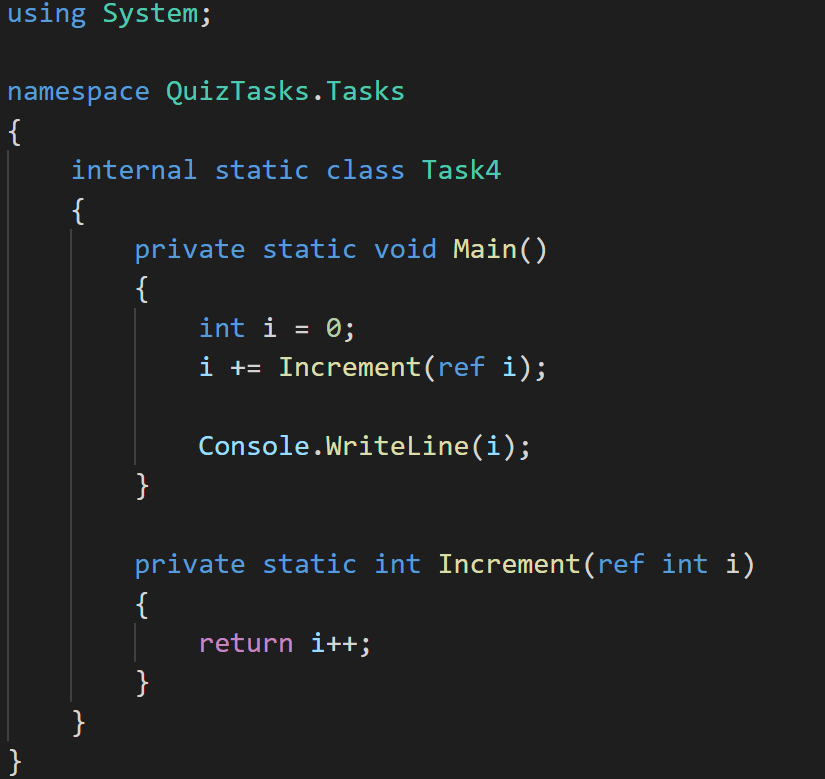 using System;

namespace QuizTasks.Tasks
{
    internal static class Task4
    {
        private static void Main()
        {
            int i = 0;
            i += Increment(ref i);

            Console.WriteLine(i);
        }

        private static int Increment(ref int i)
        {
            return i++;
        }
    }
}